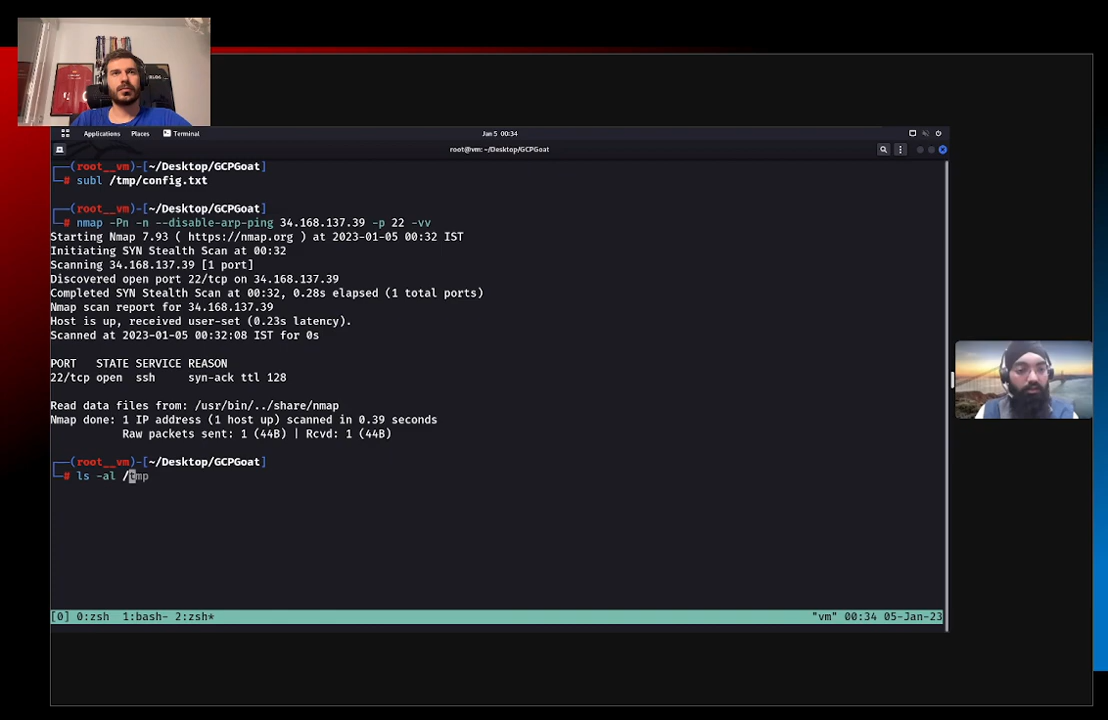 Applications Places Terminal Jan 5 00:34
root@vm: ~/Desktop/GCPGoat
┌──(root__vm)-[~/Desktop/GCPGoat]
└─# subl /tmp/config.txt
┌──(root__vm)-[~/Desktop/GCPGoat]
└─# nmap -Pn -n --disable-arp-ping 34.168.137.39 -p 22 -vv
Starting Nmap 7.93 ( https://nmap.org ) at 2023-01-05 00:32 IST
Initiating SYN Stealth Scan at 00:32
Scanning 34.168.137.39 [1 port]
Discovered open port 22/tcp on 34.168.137.39
Completed SYN Stealth Scan at 00:32, 0.28s elapsed (1 total ports)
Nmap scan report for 34.168.137.39
Host is up, received user-set (0.23s latency).
Scanned at 2023-01-05 00:32:08 IST for 0s
PORT STATE SERVICE REASON
22/tcp open ssh syn-ack ttl 128
Read data files from: /usr/bin/../share/nmap
Nmap done: 1 IP address (1 host up) scanned in 0.39 seconds
Raw packets sent: 1 (44B) | Rcvd: 1 (44B)
┌──(root__vm)-[~/Desktop/GCPGoat]
└─# ls -al /tmp
[0] 0:zsh 1:bash- 2:zsh* "vm" 00:34 05-Jan-23